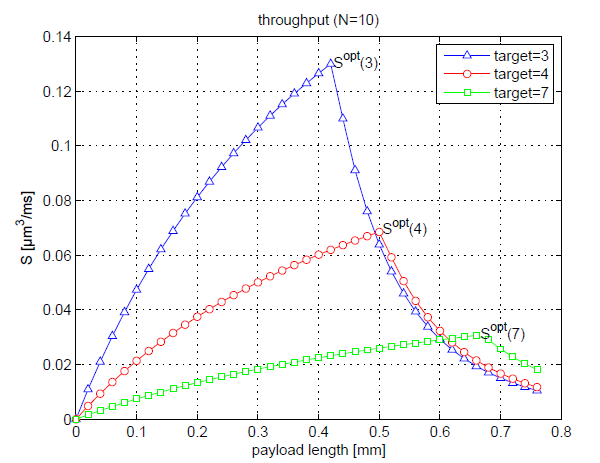 throughput (N=10)
0.14
0.12
0.1
0.08
0.06
0.04
0.02
0
S [μm³/ms]
S^opt(3)
S^opt(4)
S^opt(7)
target=3
target=4
target=7
0 0.1 0.2 0.3 0.4 0.5 0.6 0.7 0.8
payload length [mm]